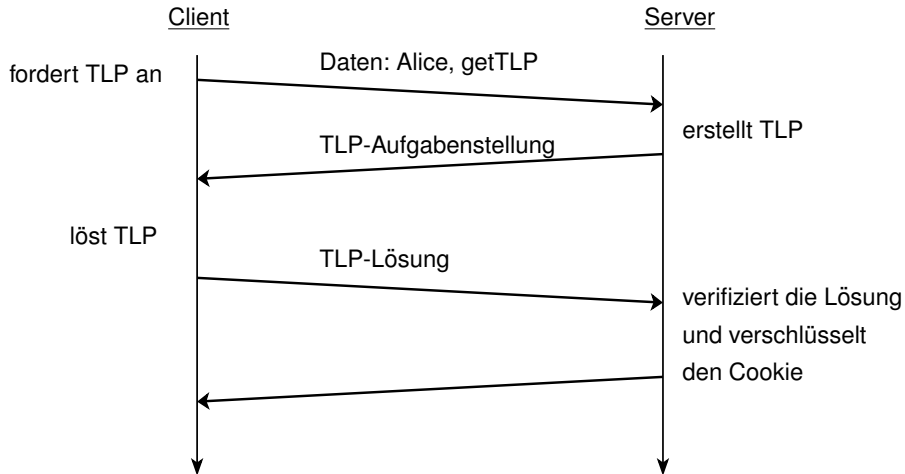 Client
Server
fordert TLP an
Daten: Alice, getTLP
erstellt TLP
TLP-Aufgabenstellung
löst TLP
TLP-Lösung
verifiziert die Lösung
und verschlüsselt
den Cookie